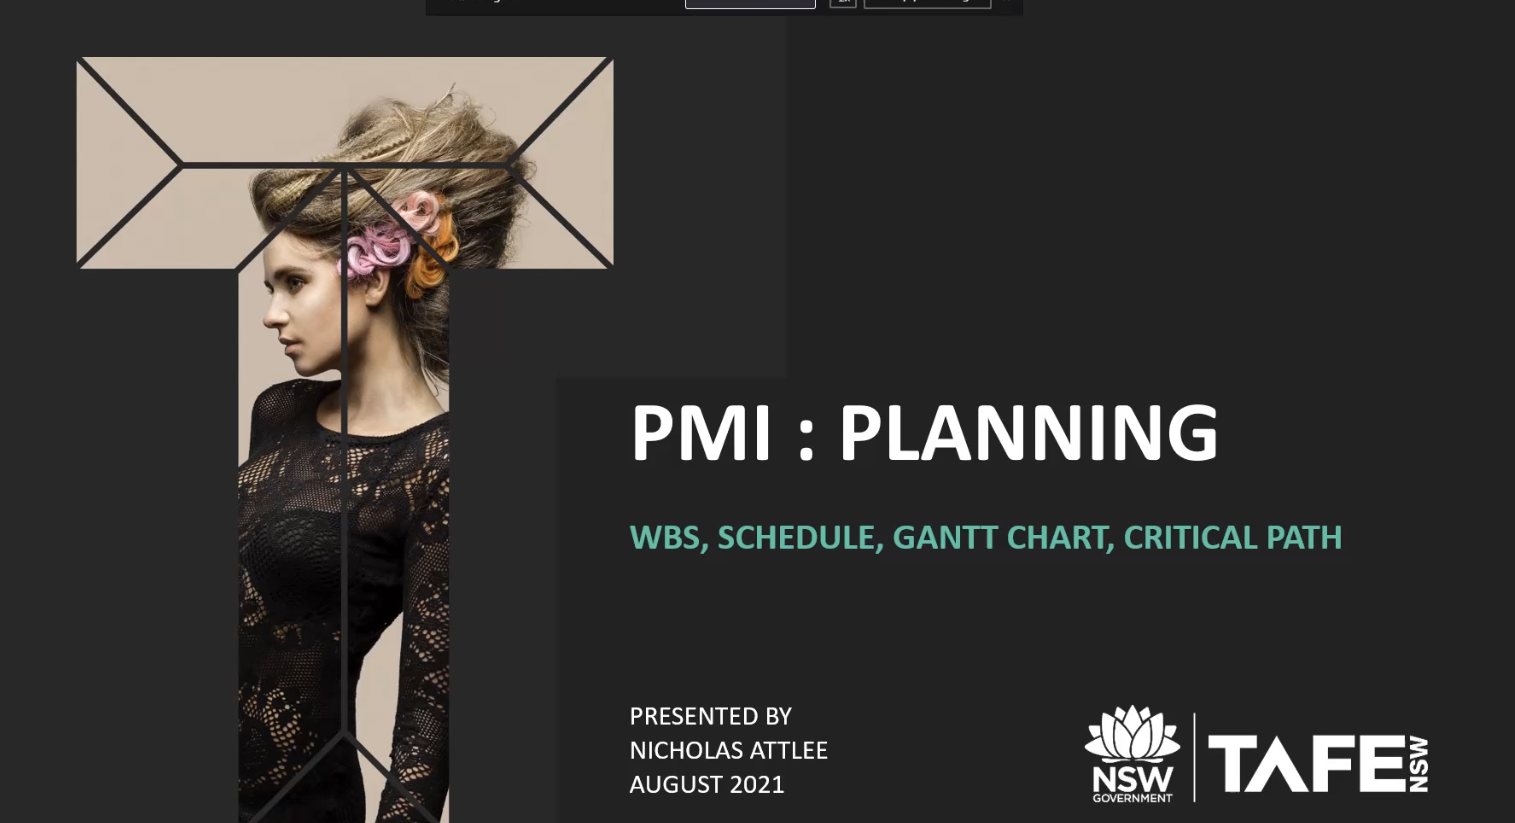 PMI : PLANNING
WBS, SCHEDULE, GANTT CHART, CRITICAL PATH
PRESENTED BY
NICHOLAS ATTLEE
AUGUST 2021
NSW
GOVERNMENT
TAFE
NSW